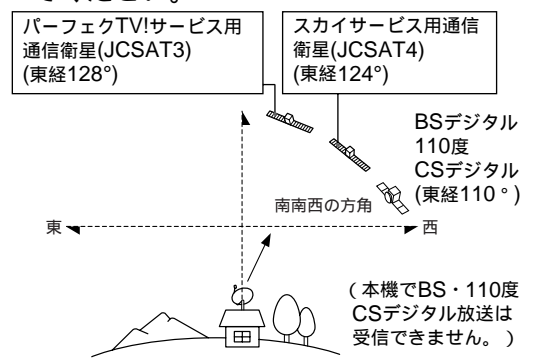 パーフェクTV!サービス用
通信衛星(JCSAT3)
(東経128°)
スカイサービス用通信
衛星(JCSAT4)
(東経124°)
BSデジタル
110度
CSデジタル
(東経110°)
南南西の方角
東
西
(本機でBS・110度
CSデジタル放送は
受信できません。)